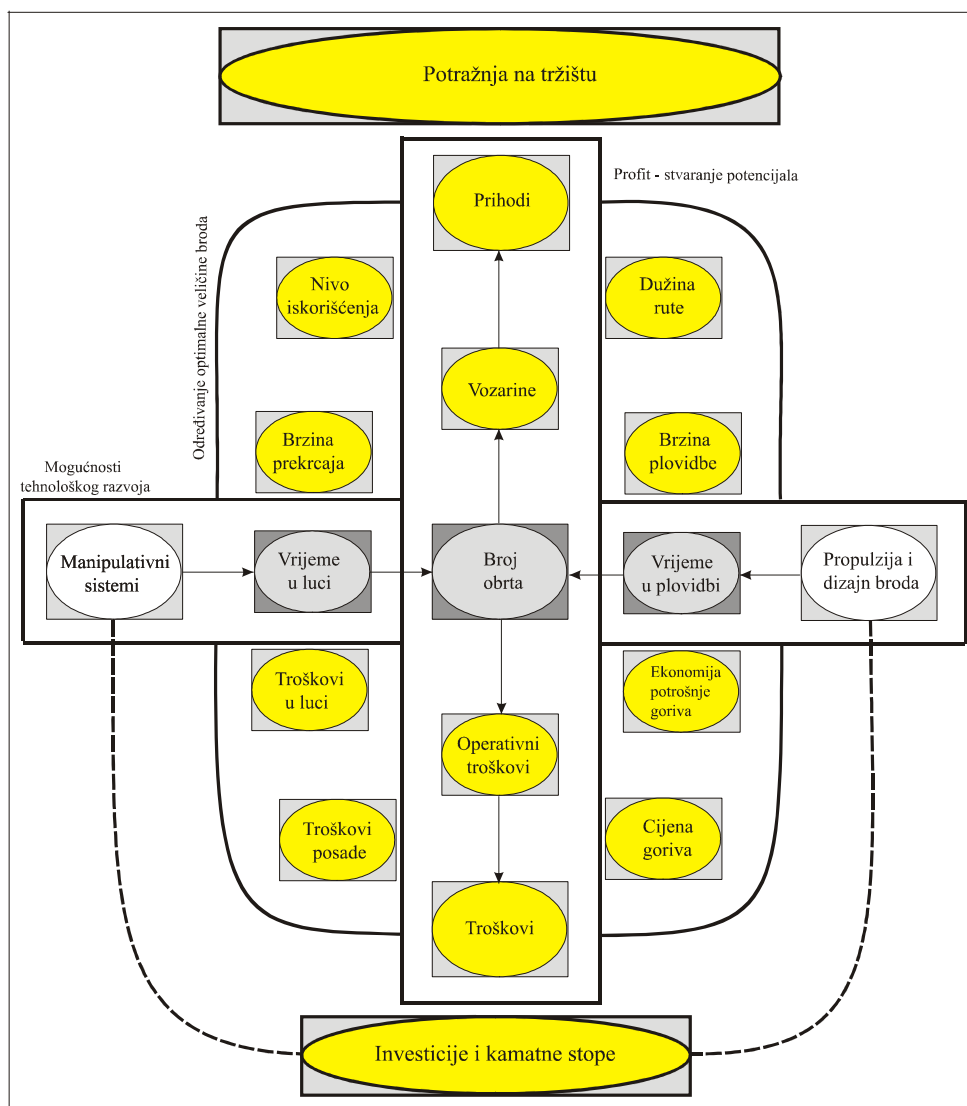 Potražnja na tržištu
Profit - stvaranje potencijala
Prihodi
Određivanje optimalne veličine broda
Nivo
iskorišćenja
Dužina
rute
Vozarine
Brzina
prekrcaja
Brzina
plovidbe
Mogućnosti
tehnološkog razvoja
Manipulativni
sistemi
Vrijeme
u luci
Broj
obrta
Vrijeme
u plovidbi
Propulzija i
dizajn broda
Troškovi
u luci
Ekonomija
potrošnje
goriva
Operativni
troškovi
Troškovi
posade
Cijena
goriva
Troškovi
Investicije i kamatne stope